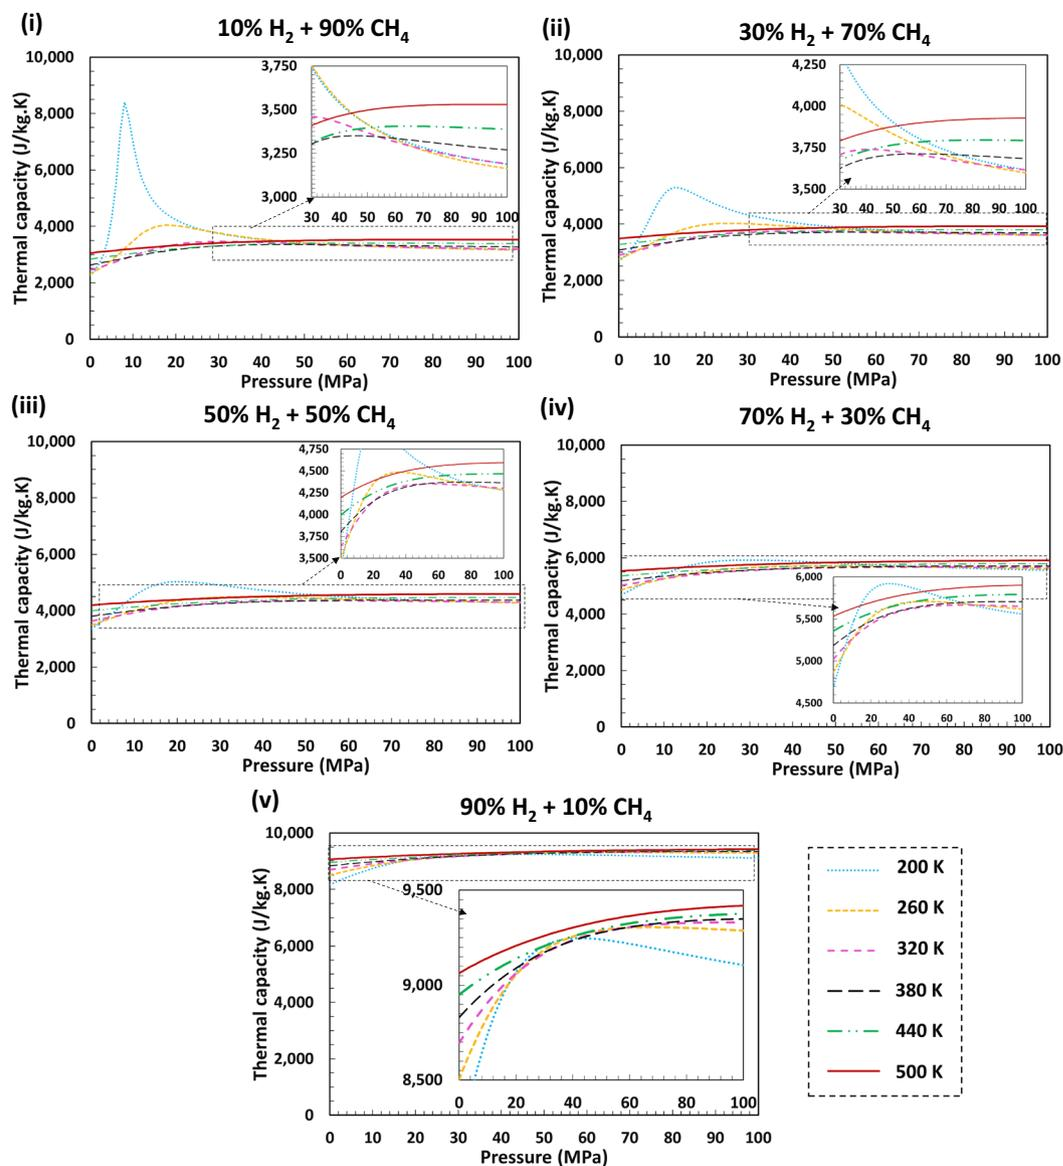 (i)
10% H₂ + 90% CH₄
Thermal capacity (J/kg.K)
10,000
8,000
6,000
4,000
2,000
0
0 10 20 30 40 50 60 70 80 90 100
Pressure (MPa)
3,750
3,500
3,250
3,000
30 40 50 60 70 80 90 100
(ii)
30% H₂ + 70% CH₄
Thermal capacity (J/kg.K)
10,000
8,000
6,000
4,000
2,000
0
0 10 20 30 40 50 60 70 80 90 100
Pressure (MPa)
4,250
4,000
3,750
3,500
30 40 50 60 70 80 90 100
(iii)
50% H₂ + 50% CH₄
Thermal capacity (J/kg.K)
10,000
8,000
6,000
4,000
2,000
0
0 10 20 30 40 50 60 70 80 90 100
Pressure (MPa)
4,750
4,500
4,250
4,000
3,750
3,500
0 20 40 60 80 100
(iv)
70% H₂ + 30% CH₄
Thermal capacity (J/kg.K)
10,000
8,000
6,000
4,000
2,000
0
0 10 20 30 40 50 60 70 80 90 100
Pressure (MPa)
6,000
5,500
5,000
4,500
0 20 40 60 80 100
(v)
90% H₂ + 10% CH₄
Thermal capacity (J/kg.K)
10,000
8,000
6,000
4,000
2,000
0
0 10 20 30 40 50 60 70 80 90 100
Pressure (MPa)
9,500
9,000
8,500
0 20 40 60 80 100
200 K
260 K
320 K
380 K
440 K
500 K